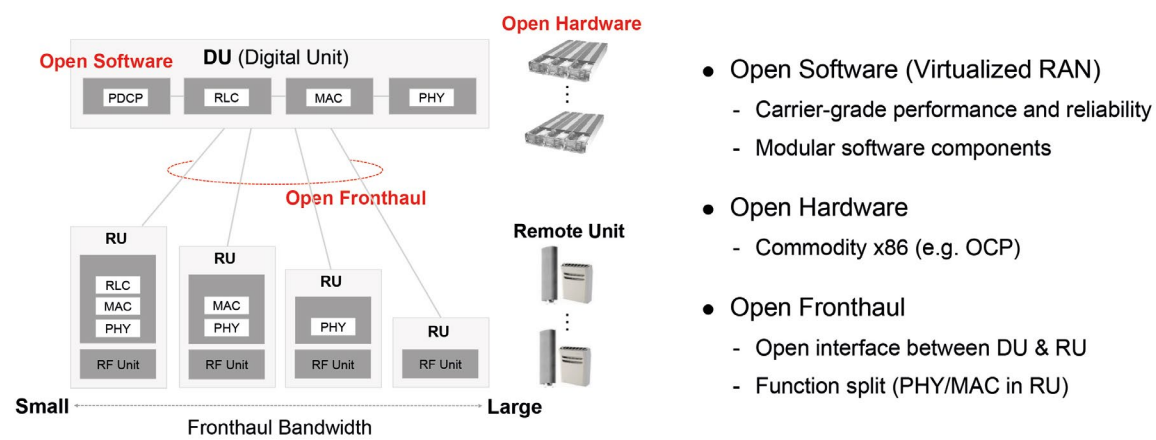 Open Hardware
DU (Digital Unit)
Open Software
PDCP
RLC
MAC
PHY
Open Fronthaul
Remote Unit
RU
RLC
MAC
PHY
RF Unit
RU
MAC
PHY
RF Unit
RU
PHY
RF Unit
RU
RF Unit
Small
Large
Fronthaul Bandwidth
● Open Software (Virtualized RAN)
- Carrier-grade performance and reliability
- Modular software components
● Open Hardware
- Commodity x86 (e.g. OCP)
● Open Fronthaul
- Open interface between DU & RU
- Function split (PHY/MAC in RU)